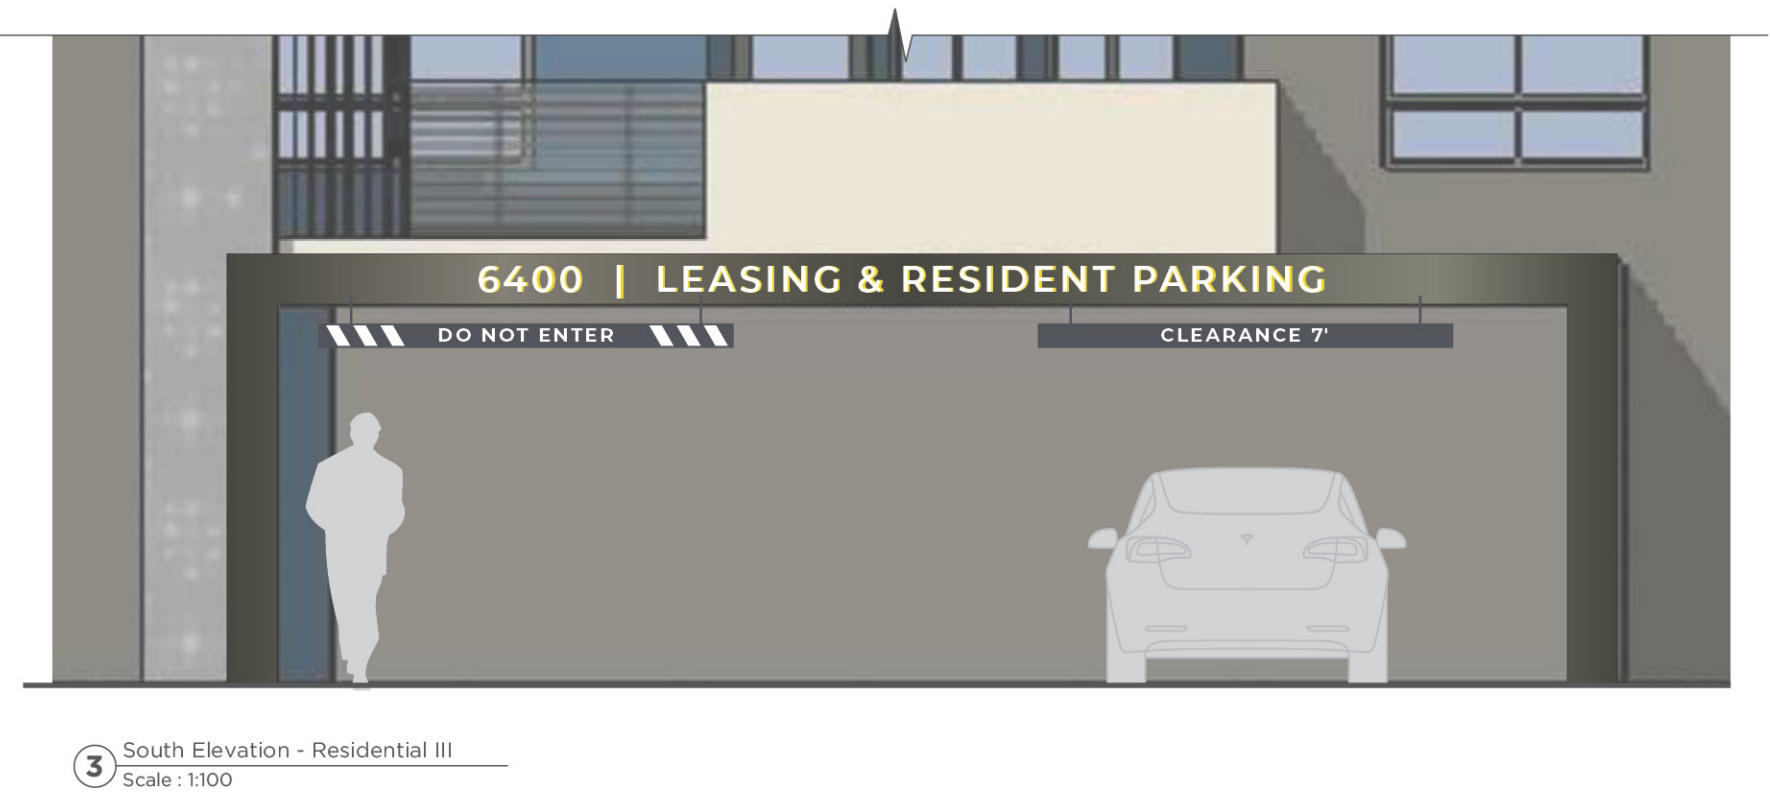 6400 | LEASING & RESIDENT PARKING
DO NOT ENTER
CLEARANCE 7'
3
South Elevation - Residential III
Scale : 1:100